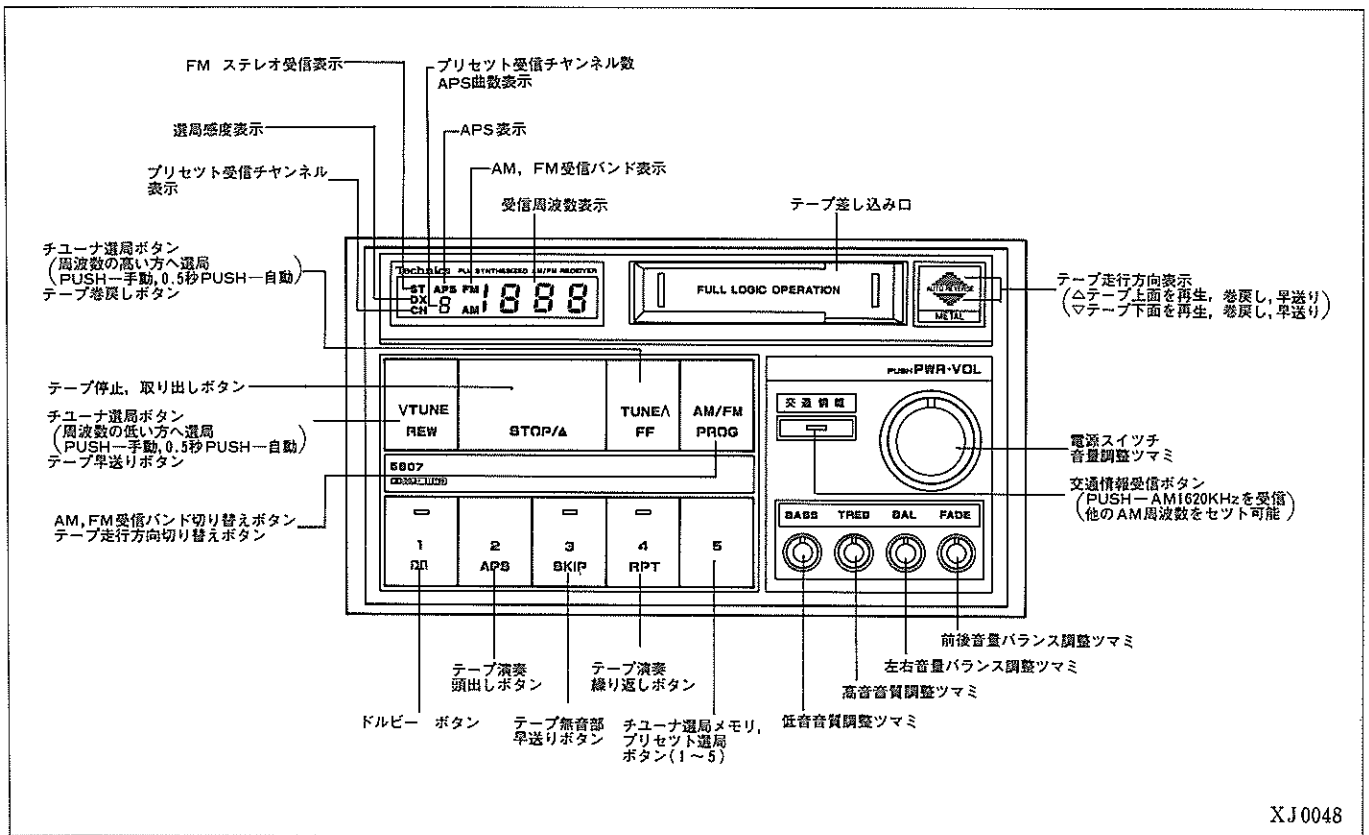 FM ステレオ受信表示
プリセツト受信チヤンネル数
APS曲数表示
選局感度表示
APS表示
プリセツト受信チヤンネル
表示
AM, FM受信バンド表示
受信周波数表示
テープ差し込み口
チユーナ選局ボタン
(周波数の高い方へ選局
PUSH―手動,0.5秒PUSH―自動)
テープ巻戻しボタン
Technics PLL SYNTHESIZED AM/FM RECEIVER
ST APS FM
DX
CH 8 AM 1888
FULL LOGIC OPERATION
AUTO REVERSE
METAL
テープ走行方向表示
(△テープ上面を再生, 巻戻し,早送り
▽テープ下面を再生, 巻戻し,早送り)
テープ停止, 取り出しボタン
チユーナ選局ボタン
(周波数の低い方へ選局
PUSH―手動,0.5秒PUSH―自動)
テープ早送りボタン
∨TUNE
REW
STOP/▲
TUNE∧
FF
AM/FM
PROG
PUSH PWR・VOL
交通情報
電源スイツチ
音量調整ツマミ
交通情報受信ボタン
(PUSH―AM1620KHzを受信
他のAM周波数をセツト可能)
5807
AM,FM受信バンド切り替えボタン
テープ走行方向切り替えボタン
1
2
APS
3
SKIP
4
RPT
5
BASS TREB BAL FADE
前後音量バランス調整ツマミ
左右音量バランス調整ツマミ
高音音質調整ツマミ
低音音質調整ツマミ
テープ演奏
頭出しボタン
テープ演奏
繰り返しボタン
ドルビー ボタン
テープ無音部
早送りボタン
チユーナ選局メモリ,
プリセツト選局
ボタン(1～5)
XJ0048